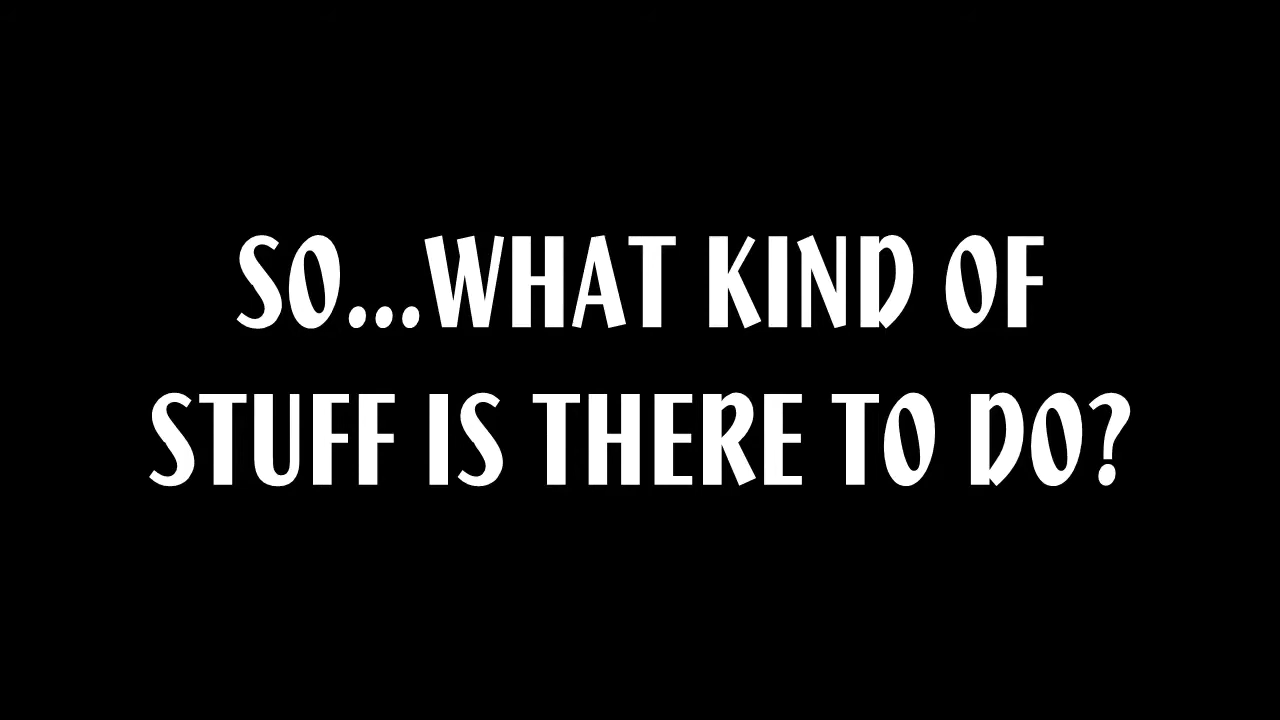 SO...WHAT KIND OF
STUFF IS THERE TO DO?